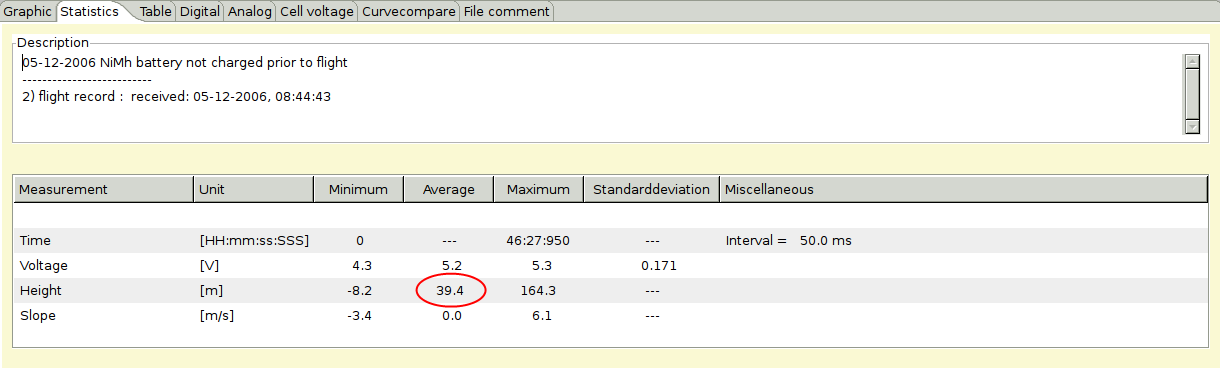 Graphic Statistics Table Digital Analog Cell voltage Curvecompare File comment
Description
05-12-2006 NiMh battery not charged prior to flight
--------------------------
2) flight record :  received: 05-12-2006, 08:44:43
Measurement Unit Minimum Average Maximum Standarddeviation Miscellaneous
Time [HH:mm:ss:SSS] 0 --- 46:27:950 --- Interval =   50.0 ms
Voltage [V] 4.3 5.2 5.3 0.171
Height [m] -8.2 39.4 164.3 ---
Slope [m/s] -3.4 0.0 6.1 ---